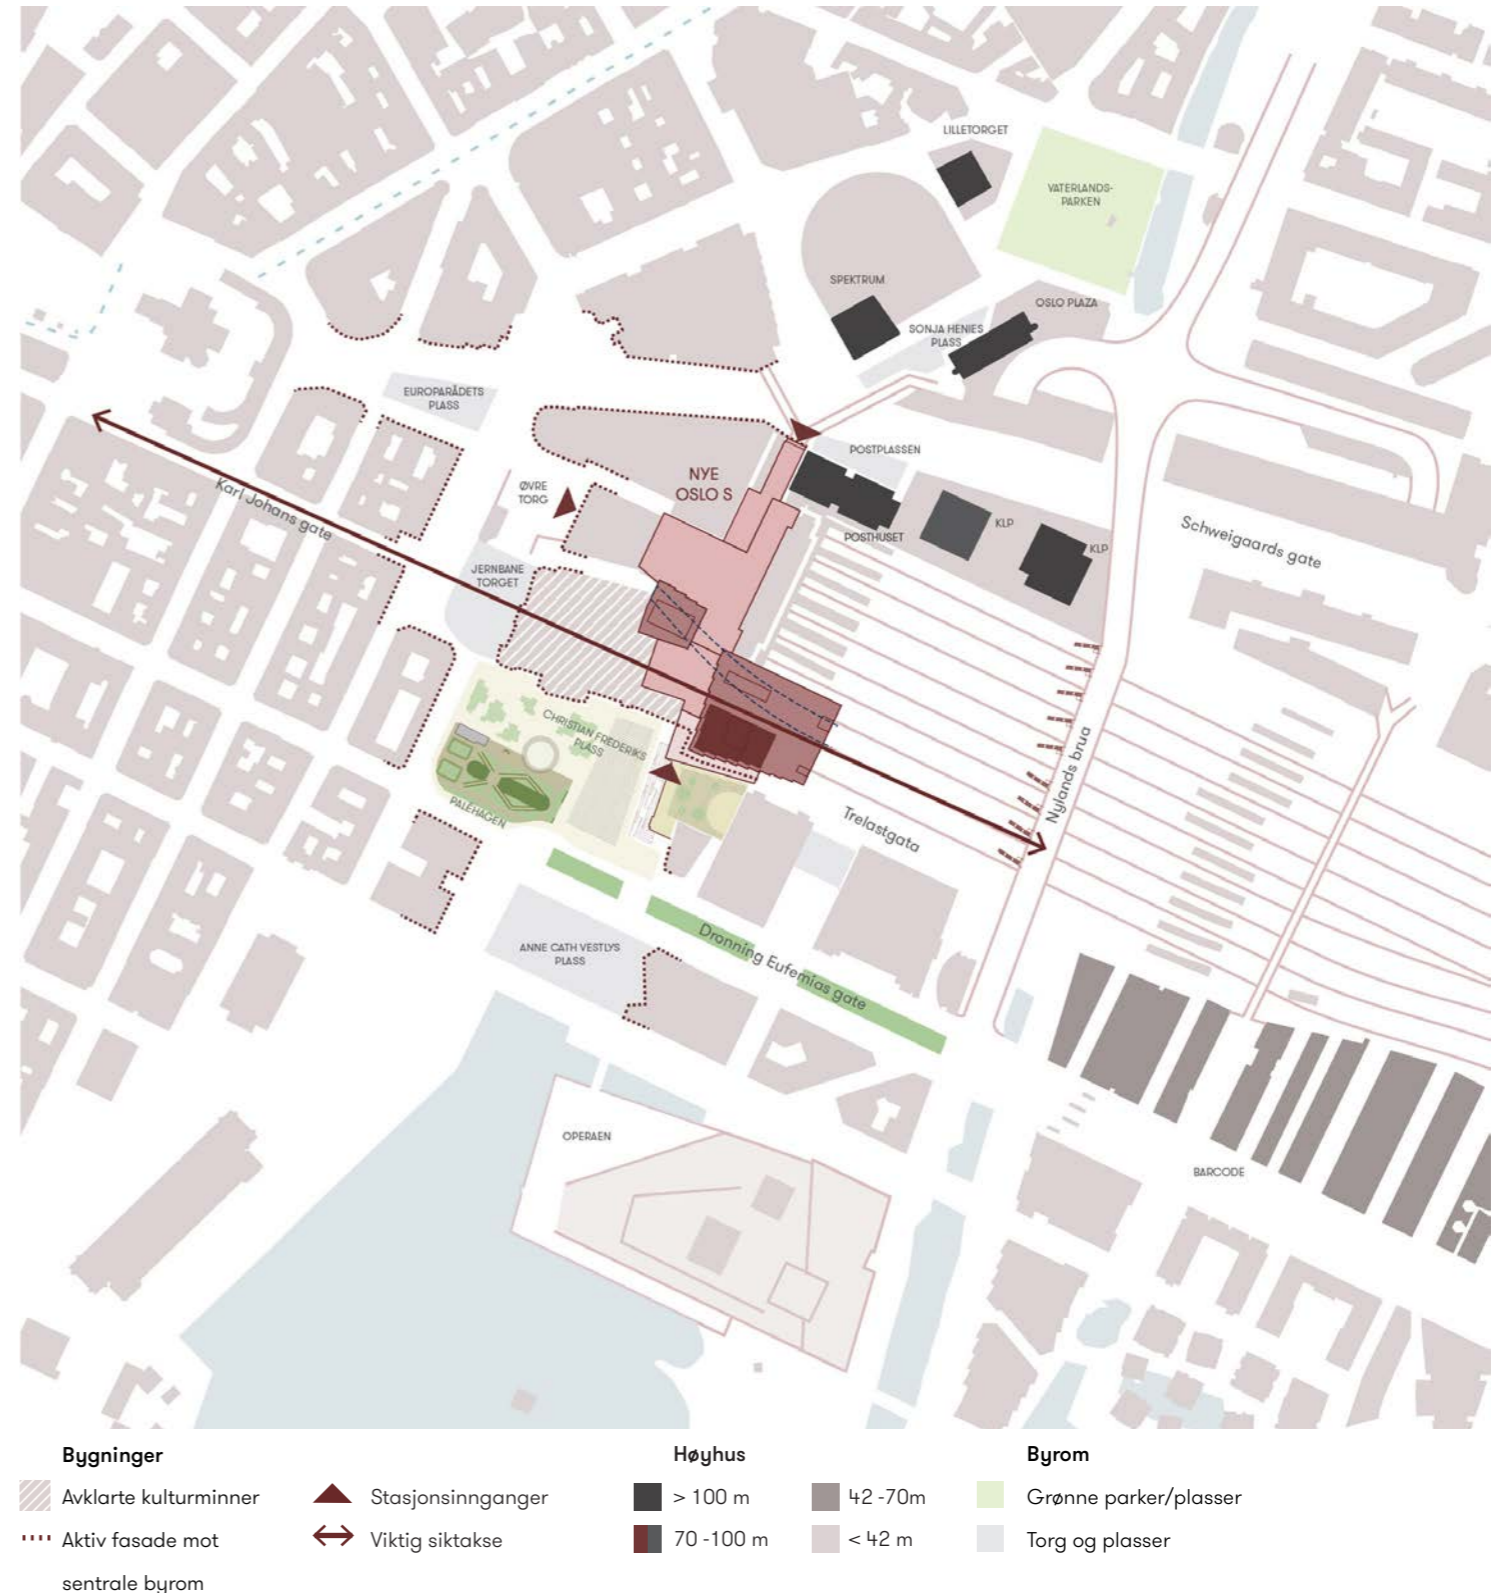 LILLETORGET
VATERLANDS-
PARKEN
SPEKTRUM
OSLO PLAZA
SONJA HENIES
PLASS
EUROPARÅDETS
PLASS
POSTPLASSEN
NYE
OSLO S
ØVRE
TORG
Karl Johans gate
KLP
POSTHUSET
KLP
Schweigaards gate
JERNBANE
TORGET
CHRISTIAN FREDERIKS
PLASS
Nylands brua
PALÉHAGEN
Trelastgata
ANNE CATH VESTLYS
PLASS
Dronning Eufemias gate
OPERAEN
BARCODE
Bygninger
Avklarte kulturminner
Aktiv fasade mot
sentrale byrom
Stasjonsinnganger
Viktig siktakse
Høyhus
> 100 m
70 -100 m
42 -70m
< 42 m
Byrom
Grønne parker/plasser
Torg og plasser